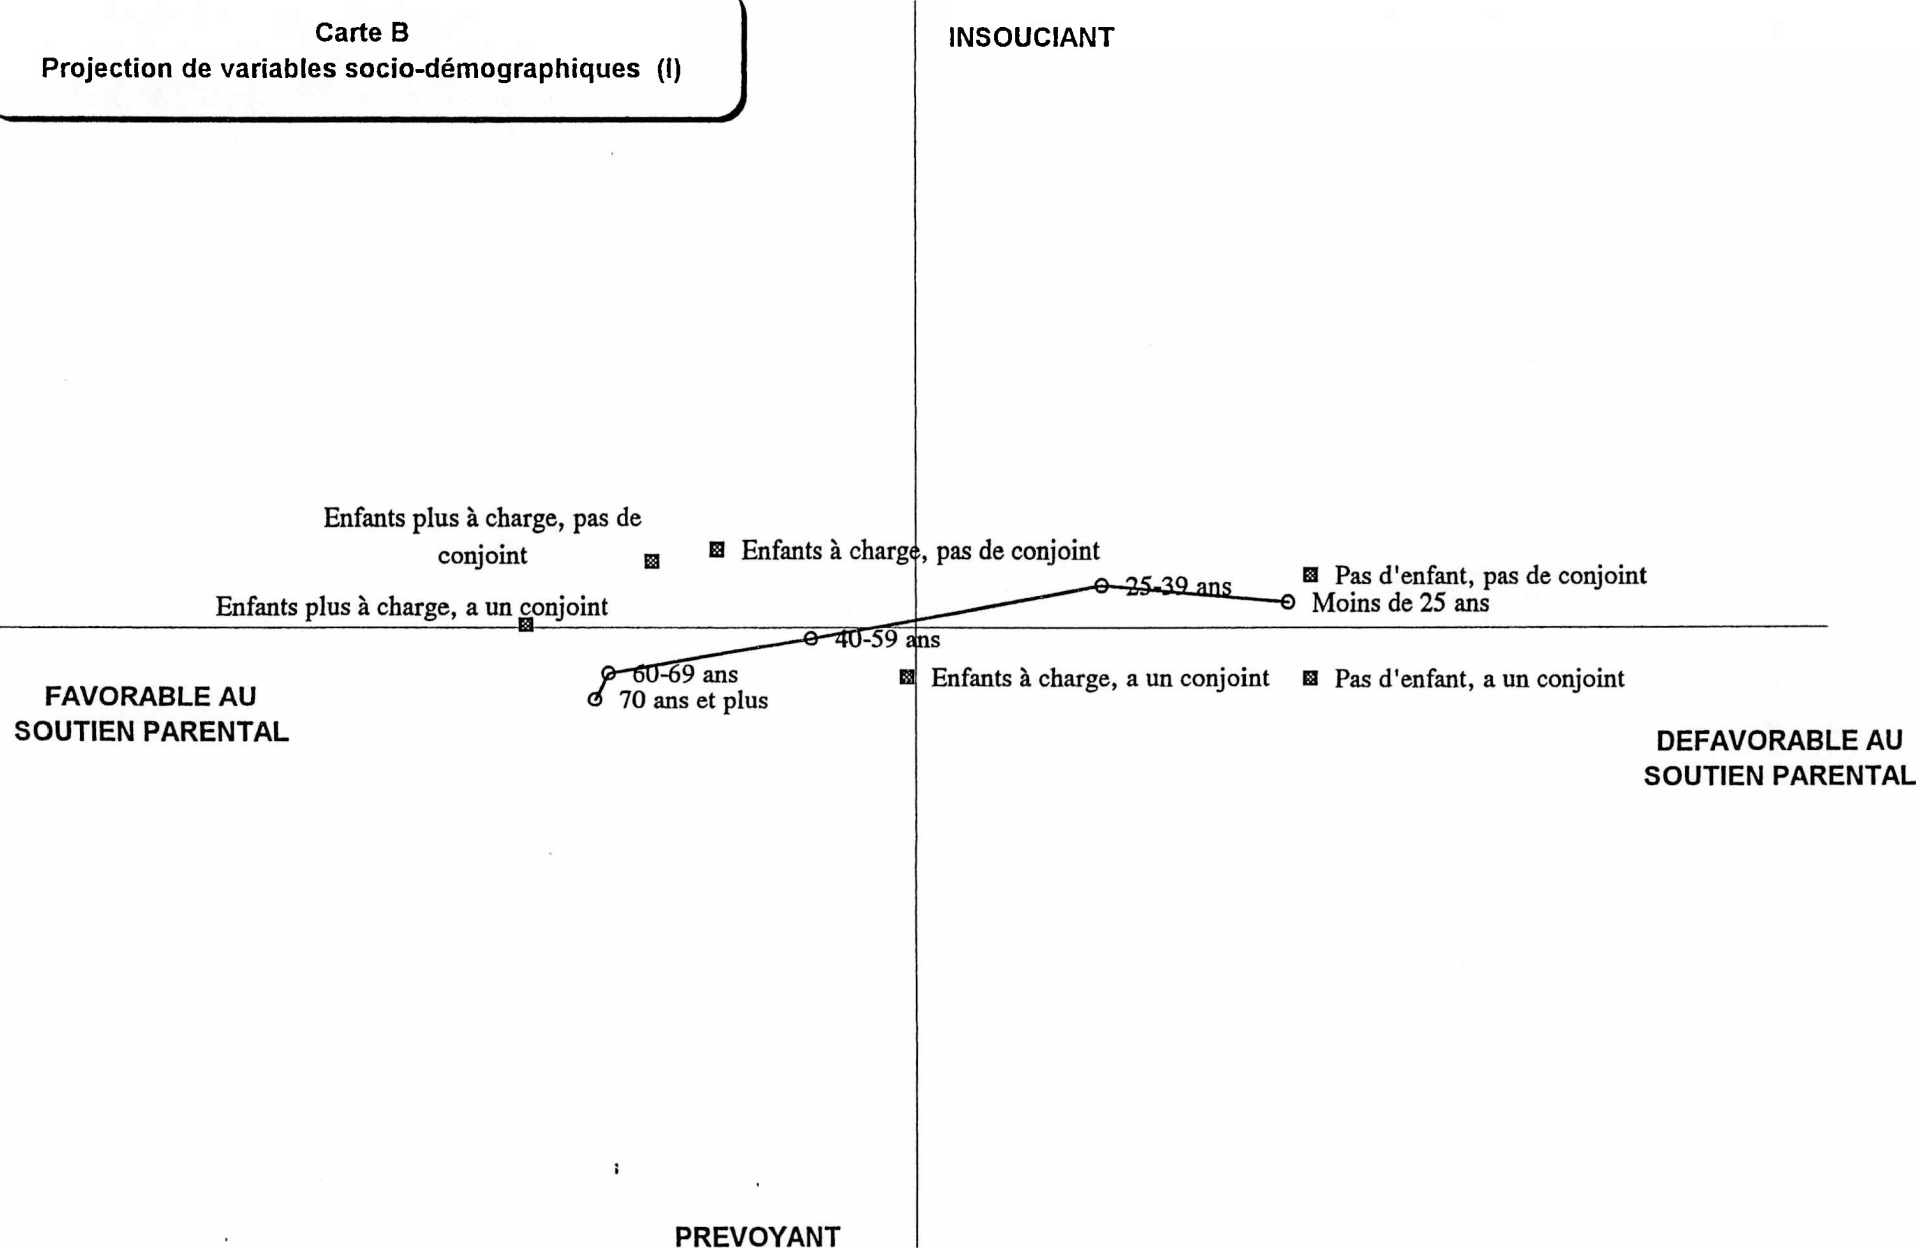 Carte B
Projection de variables socio-démographiques (I)
INSOUCIANT
Enfants plus à charge, pas de
conjoint
Enfants à charge, pas de conjoint
Pas d'enfant, pas de conjoint
25-39 ans
Moins de 25 ans
Enfants plus à charge, a un conjoint
40-59 ans
60-69 ans
Enfants à charge, a un conjoint
Pas d'enfant, a un conjoint
70 ans et plus
FAVORABLE AU
SOUTIEN PARENTAL
DEFAVORABLE AU
SOUTIEN PARENTAL
PREVOYANT